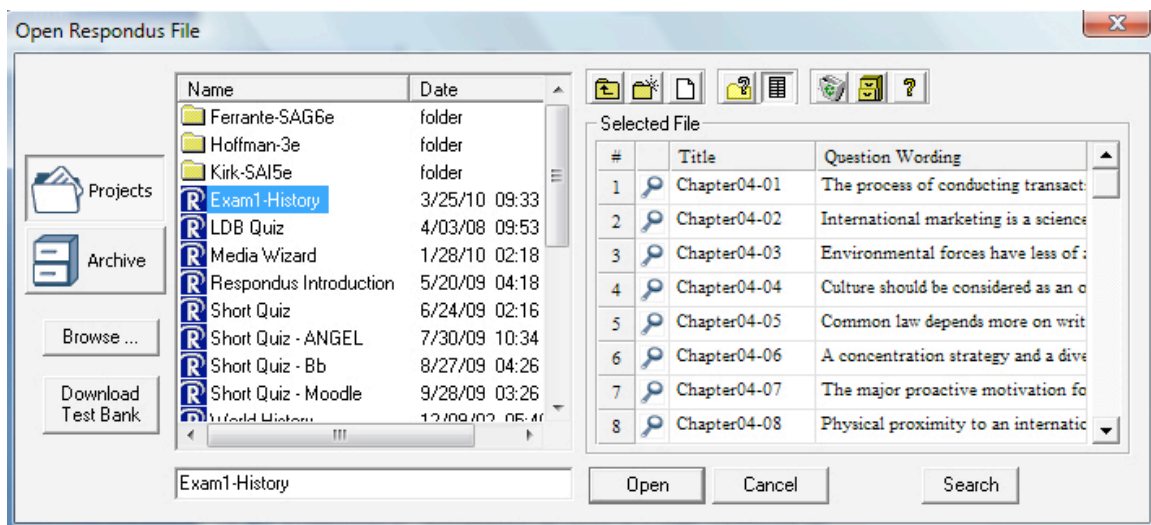 Open Respondus File
Projects
Archive
Browse ...
Download
Test Bank
Name Date
Ferrante-SAG6e folder
Hoffman-3e folder
Kirk-SAI5e folder
Exam1-History 3/25/10 09:33
LDB Quiz 4/03/08 09:53
Media Wizard 1/28/10 02:18
Respondus Introduction 5/20/09 04:18
Short Quiz 6/24/09 02:16
Short Quiz - ANGEL 7/30/09 10:34
Short Quiz - Bb 8/27/09 04:26
Short Quiz - Moodle 9/28/09 03:26
World History
Exam1-History
Selected File
# Title Question Wording
1 Chapter04-01 The process of conducting transact
2 Chapter04-02 International marketing is a science
3 Chapter04-03 Environmental forces have less of
4 Chapter04-04 Culture should be considered as an o
5 Chapter04-05 Common law depends more on writ
6 Chapter04-06 A concentration strategy and a dive
7 Chapter04-07 The major proactive motivation fo
8 Chapter04-08 Physical proximity to an internatic
Open Cancel Search